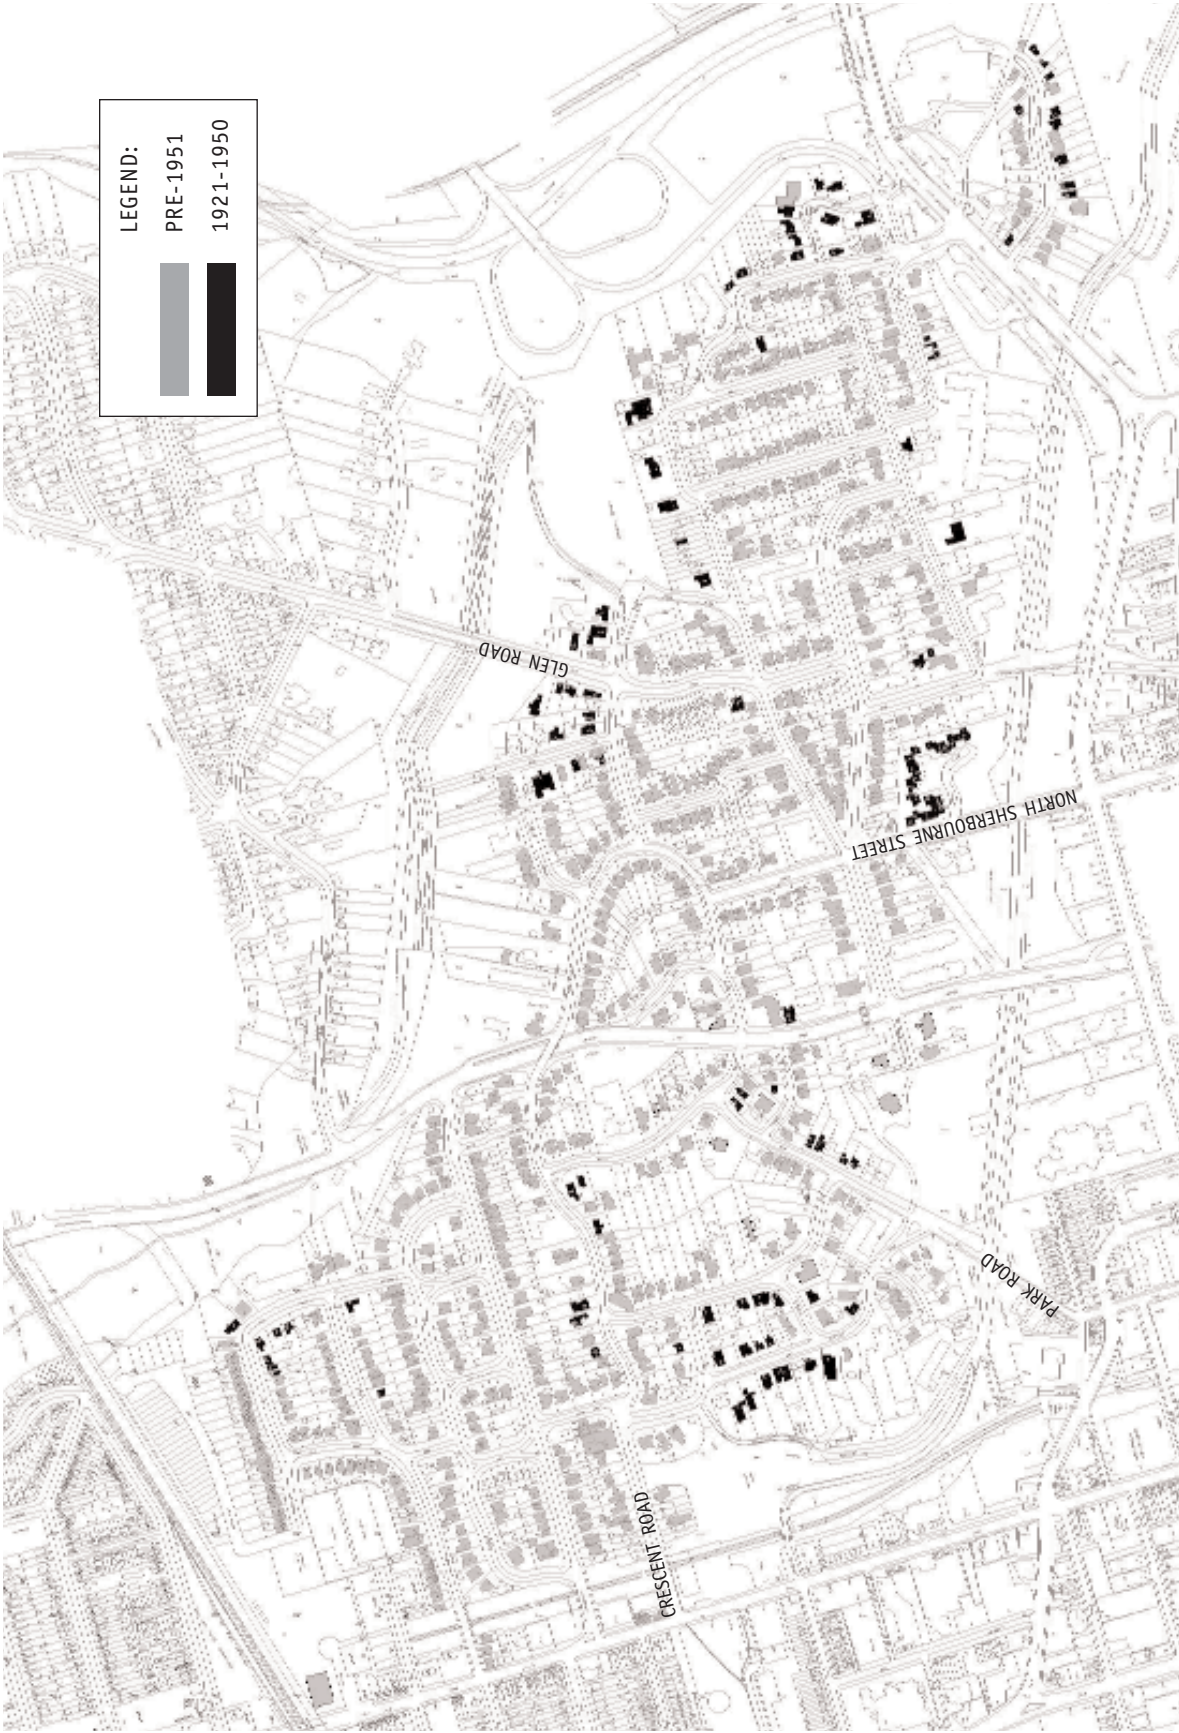 LEGEND:
PRE-1951
1921-1950
GLEN ROAD
NORTH SHERBOURNE STREET
PARK ROAD
CRESCENT ROAD